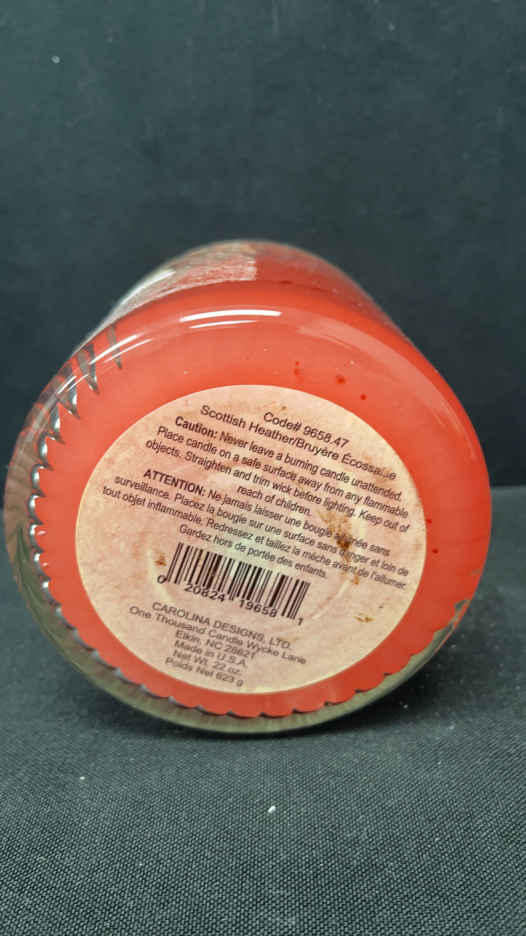 Code# 9658.47
Scottish Heather/Bruyére Écossaise
Caution: Never leave a burning candle unattended.
Place candle on a safe surface away from any flammable
objects. Straighten and trim wick before lighting. Keep out of
reach of children.
ATTENTION: Ne jamais laisser une bougie sans
surveillance. Placez la bougie sur une surface sans danger et loin de
tout objet inflammable. Redressez et taillez la mèche avant de l'allumer.
Gardez hors de portée des enfants.
0 20824 19658 1
CAROLINA DESIGNS, LTD.
One Thousand Candle Wycke Lane
Elkin, NC 28621
Made in U.S.A.
Net Wt. 22 oz.
Poids Net 623 g